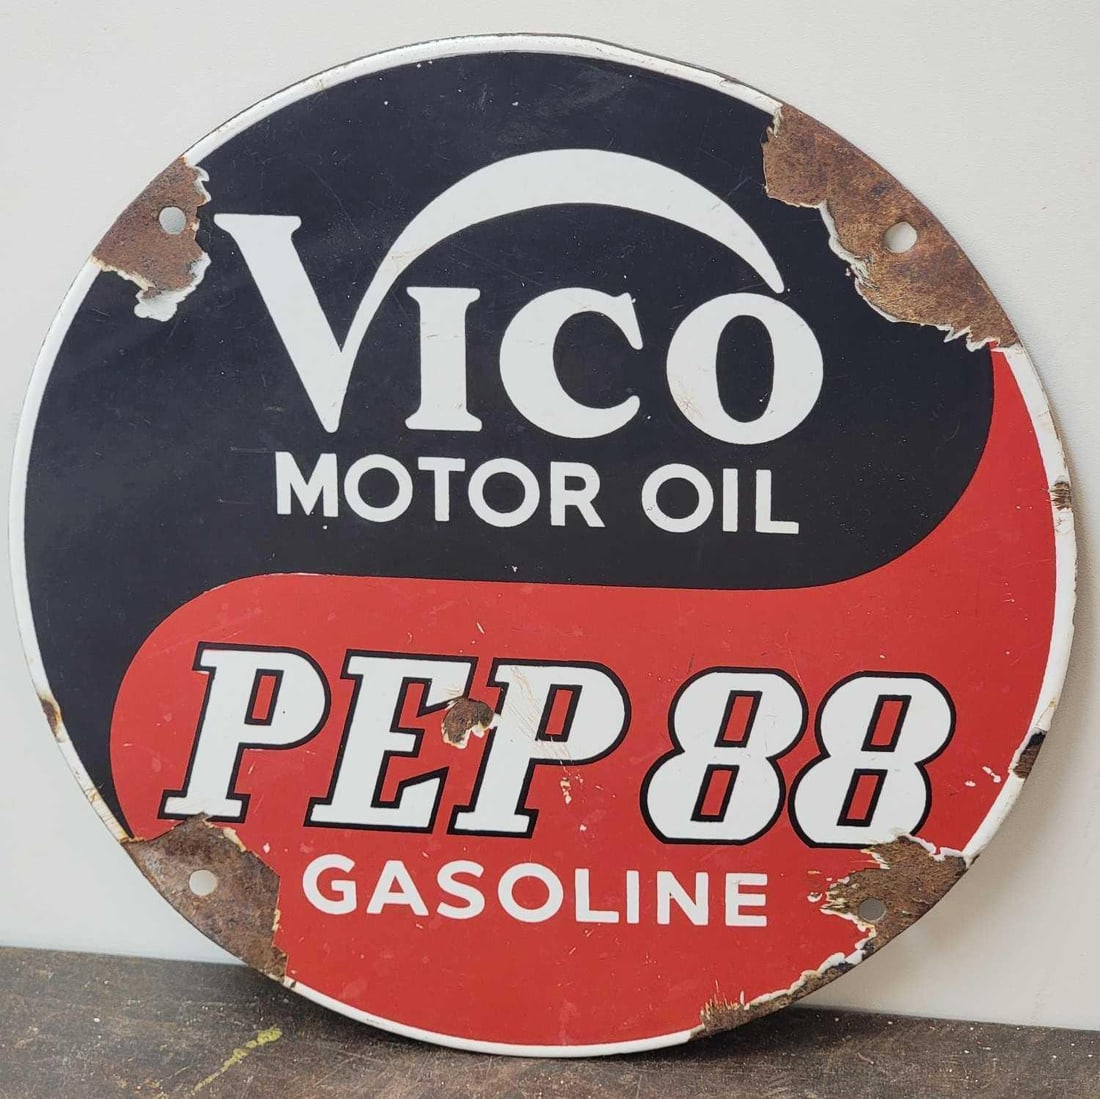 VICO
MOTOR OIL
PEP 88
GASOLINE